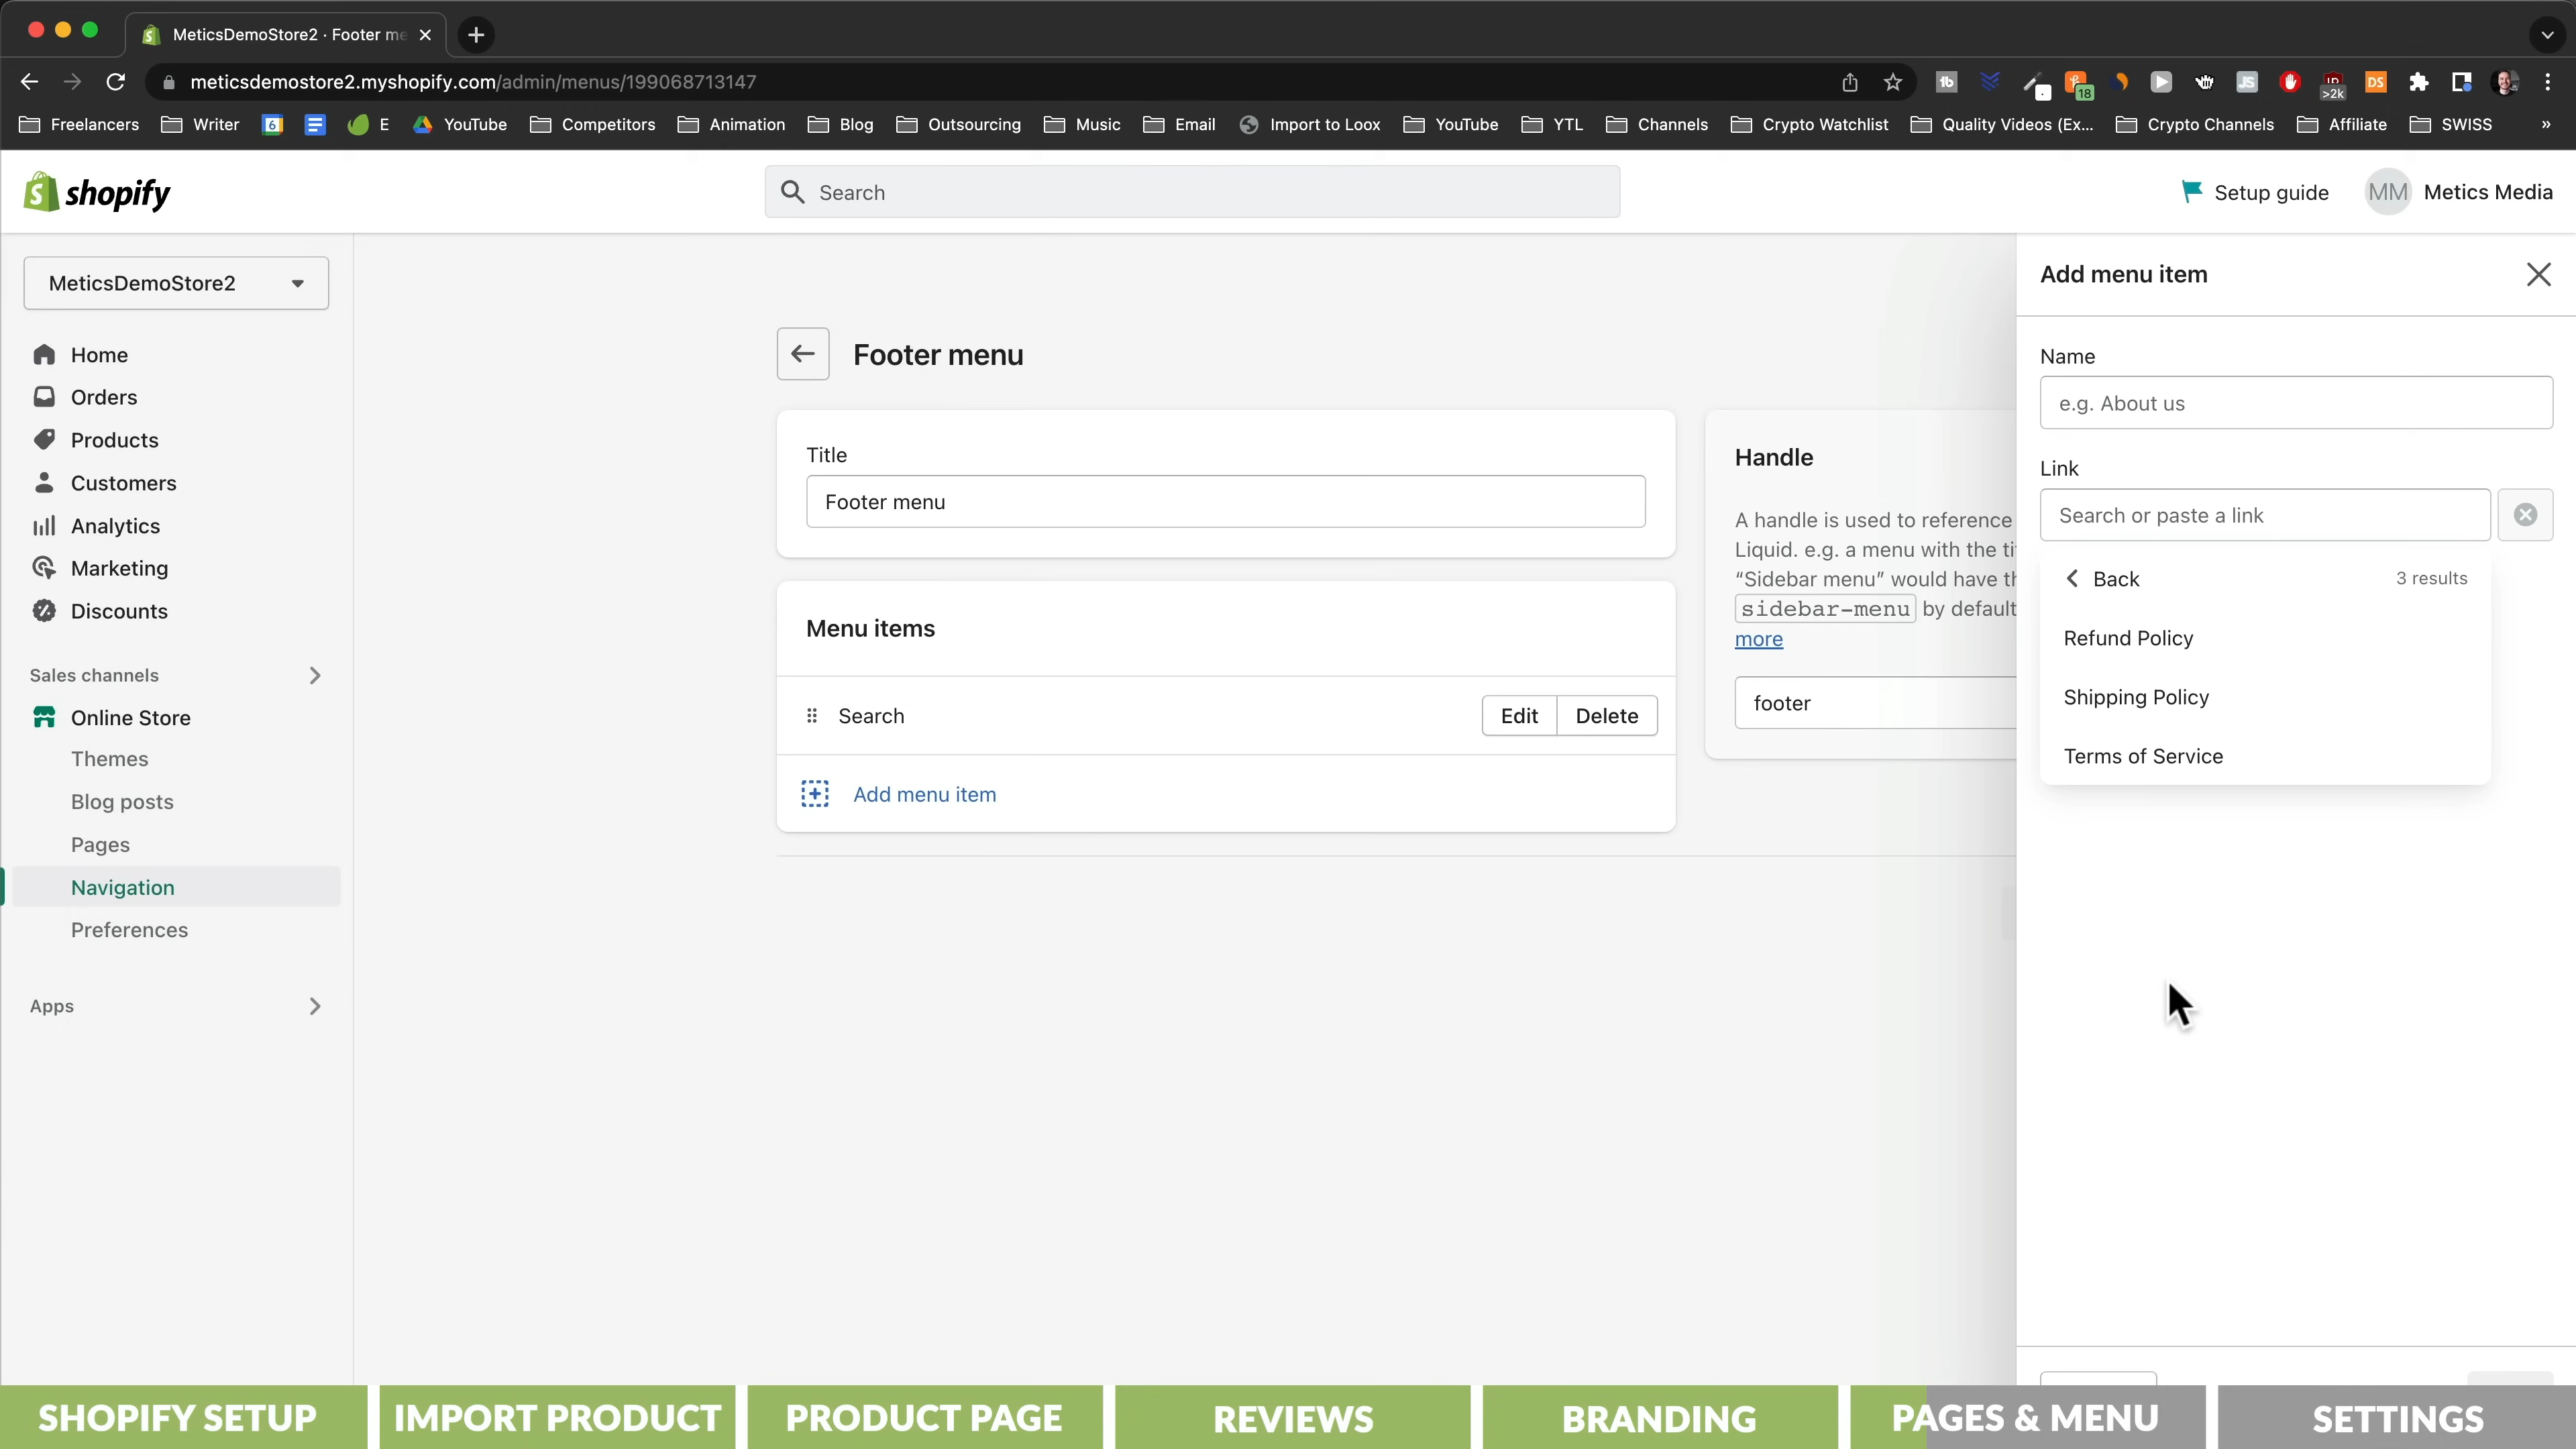 MeticsDemoStore2 · Footer me
meticsdemostore2.myshopify.com/admin/menus/199068713147
18
>2k
DS
JS
tb
Freelancers
Writer
6
E
YouTube
Competitors
Animation
Blog
Outsourcing
Music
Email
Import to Loox
YouTube
YTL
Channels
Crypto Watchlist
Quality Videos (Ex...
Crypto Channels
Affiliate
SWISS
»
shopify
Search
Setup guide
MM
Metics Media
MeticsDemoStore2
Home
Orders
Products
Customers
Analytics
Marketing
Discounts
Sales channels
Online Store
Themes
Blog posts
Pages
Navigation
Preferences
Apps
Footer menu
Title
Footer menu
Menu items
Search
Edit
Delete
Add menu item
Handle
A handle is used to reference
Liquid. e.g. a menu with the ti
“Sidebar menu” would have th
sidebar-menu by default
more
footer
Add menu item
Name
e.g. About us
Link
Search or paste a link
Back
3 results
Refund Policy
Shipping Policy
Terms of Service
SHOPIFY SETUP
IMPORT PRODUCT
PRODUCT PAGE
REVIEWS
BRANDING
PAGES & MENU
SETTINGS